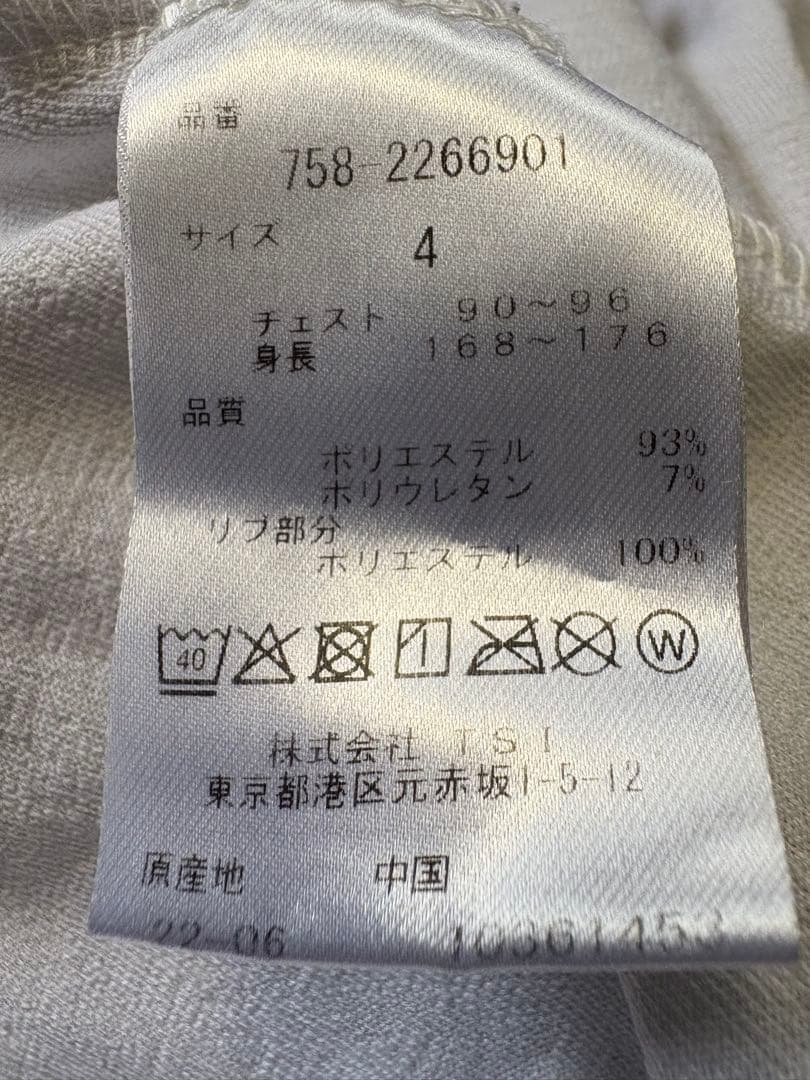 品番
758-2266901
サイズ 4
チェスト 90～96
身長 168～176
品質
ポリエステル 93%
ポリウレタン 7%
リブ部分
ポリエステル 100%
40 W
株式会社 TSI
東京都港区元赤坂1-5-12
原産地 中国
22 06